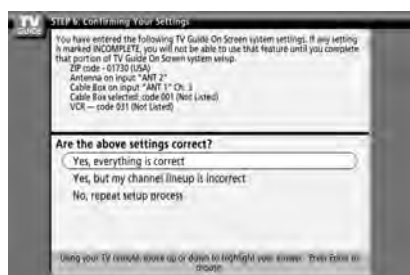 TV
GUIDE
STEP 6: Confirming Your Settings
You have entered the following TV Guide On Screen system settings. If any setting
is marked INCOMPLETE, you will not be able to use that feature until you complete
that portion of TV Guide On Screen system setup.
ZIP code - 01730 (USA)
Antenna on input "ANT 2"
Cable Box on input "ANT 1" Ch. 3
Cable Box selected: code 001 (Not Listed)
VCR — code 031 (Not Listed)
Are the above settings correct?
Yes, everything is correct
Yes, but my channel lineup is incorrect
No, repeat setup process
Using your TV remote, move up or down to highlight your answer. Press Enter to
choose.